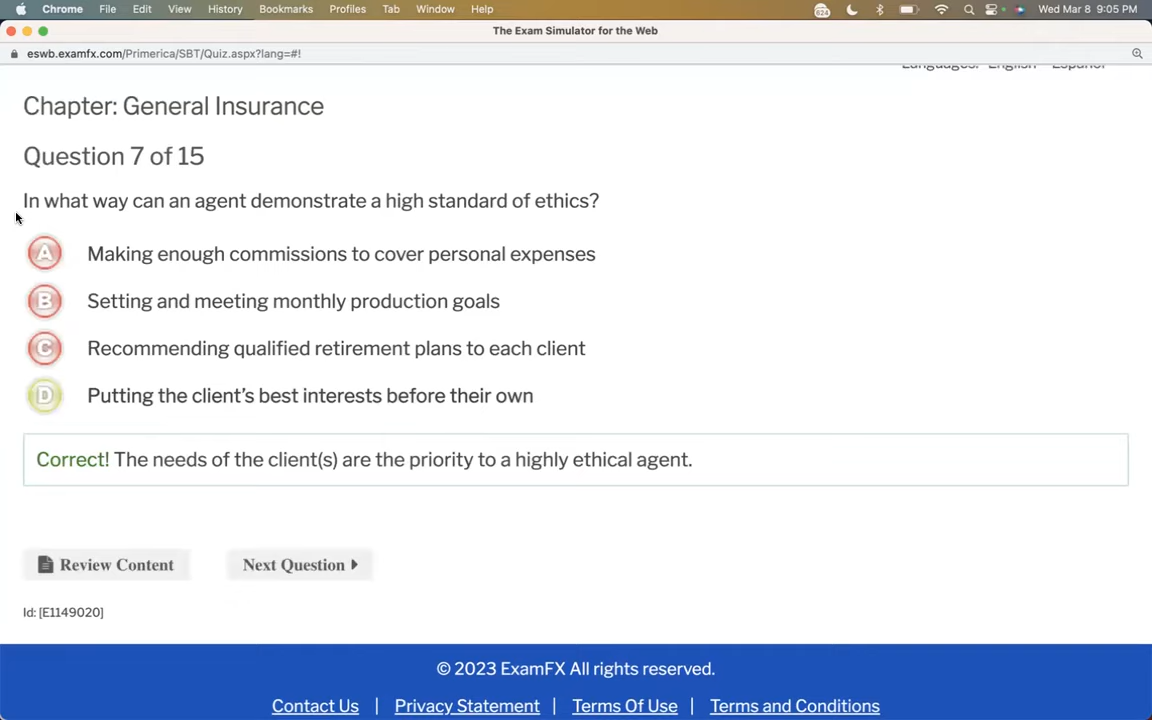 Chrome File Edit View History Bookmarks Profiles Tab Window Help 624 Wed Mar 8 9:05 PM
The Exam Simulator for the Web
eswb.examfx.com/Primerica/SBT/Quiz.aspx?lang=#!
Languages: English Español
Chapter: General Insurance
Question 7 of 15
In what way can an agent demonstrate a high standard of ethics?
A Making enough commissions to cover personal expenses
B Setting and meeting monthly production goals
C Recommending qualified retirement plans to each client
D Putting the client's best interests before their own
Correct! The needs of the client(s) are the priority to a highly ethical agent.
Review Content Next Question
Id: [E1149020]
© 2023 ExamFX All rights reserved.
Contact Us | Privacy Statement | Terms Of Use | Terms and Conditions